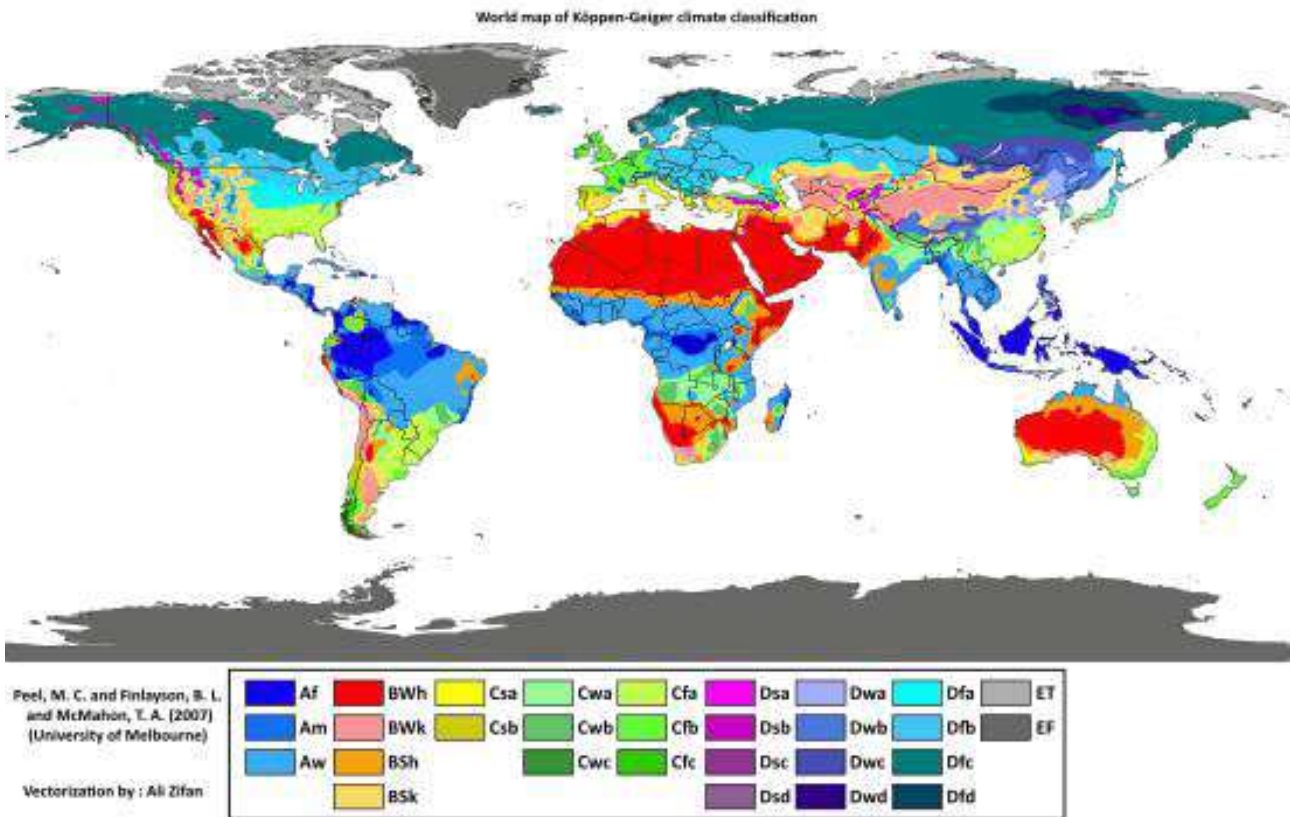 World map of Köppen-Geiger climate classification
Peel, M. C. and Finlayson, B. L.
and McMahon, T. A. (2007)
(University of Melbourne)
Vectorization by : Ali Zifan
Af BWh Csa Cwa Cfa Dsa Dwa Dfa ET
Am BWk Csb Cwb Cfb Dsb Dwb Dfb EF
Aw BSh Cwc Cfc Dsc Dwc Dfc
BSk Dsd Dwd Dfd